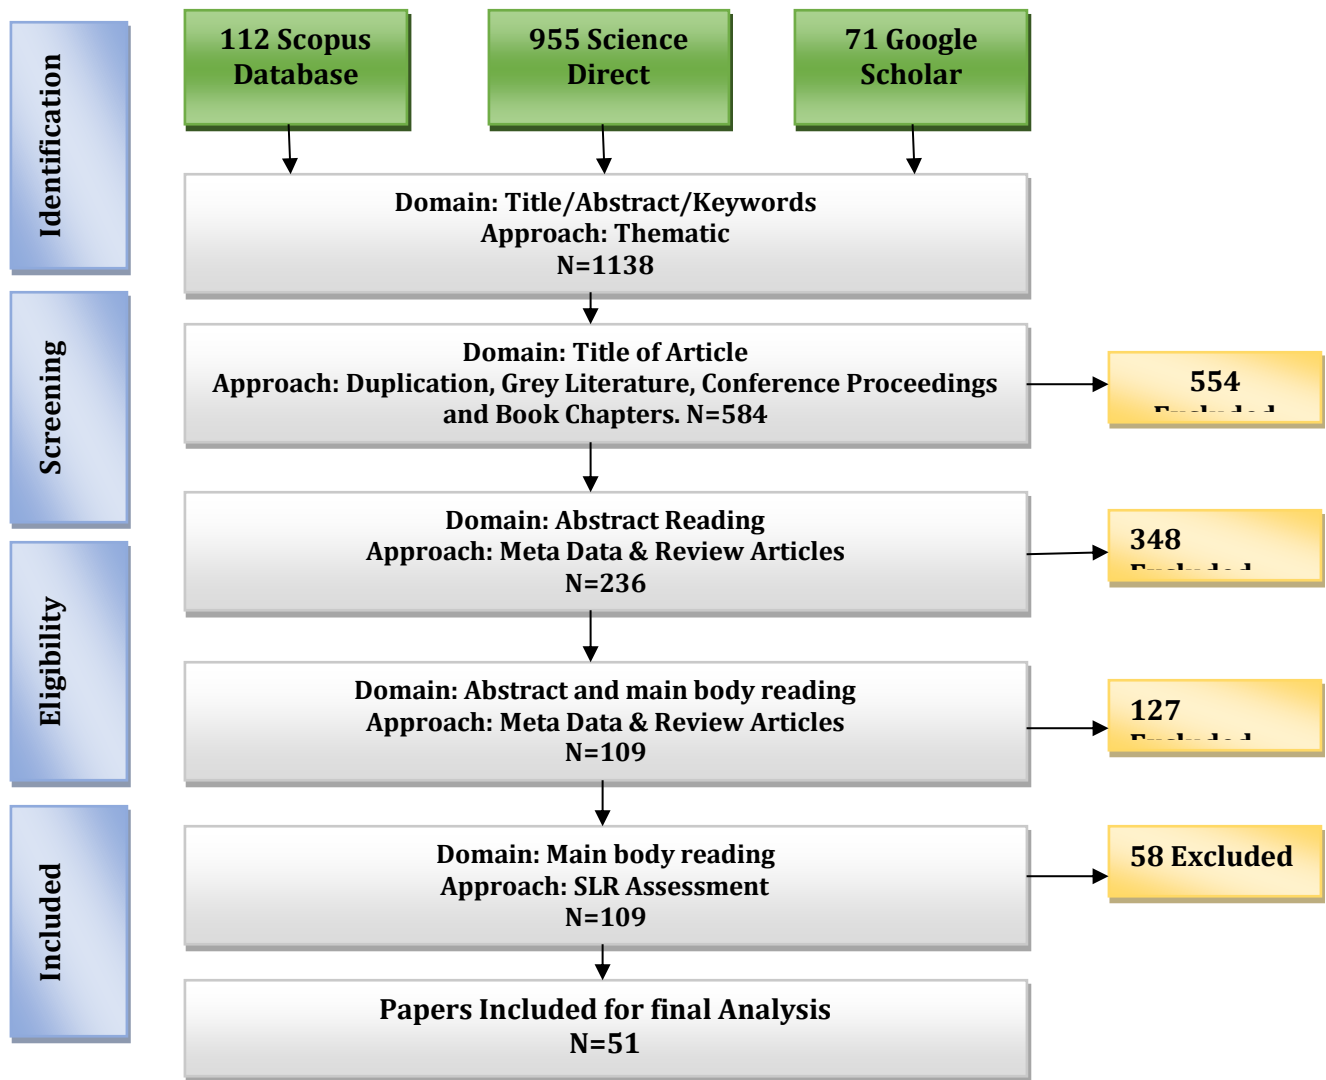 112 Scopus
Database
955 Science
Direct
71 Google
Scholar
Identification
Domain: Title/Abstract/Keywords
Approach: Thematic
N=1138
Screening
Domain: Title of Article
Approach: Duplication, Grey Literature, Conference Proceedings
and Book Chapters. N=584
554
Domain: Abstract Reading
Approach: Meta Data & Review Articles
N=236
348
Eligibility
Domain: Abstract and main body reading
Approach: Meta Data & Review Articles
N=109
127
Included
Domain: Main body reading
Approach: SLR Assessment
N=109
58 Excluded
Papers Included for final Analysis
N=51